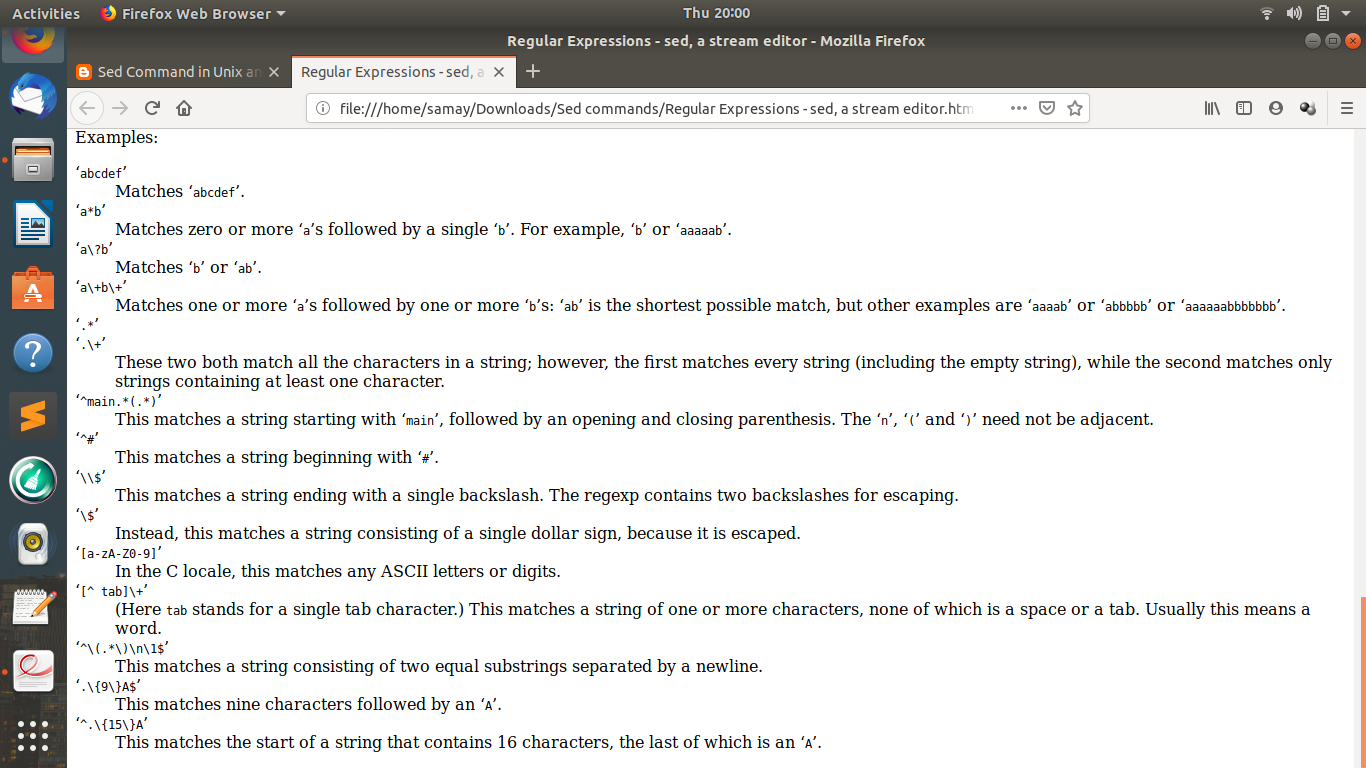 Activities Firefox Web Browser Thu 20:00
Regular Expressions - sed, a stream editor - Mozilla Firefox
Sed Command in Unix an Regular Expressions - sed, a
file:///home/samay/Downloads/Sed commands/Regular Expressions - sed, a stream editor.htm
Examples:
‘abcdef’
Matches ‘abcdef’.
‘a*b’
Matches zero or more ‘a’s followed by a single ‘b’. For example, ‘b’ or ‘aaaaab’.
‘a\?b’
Matches ‘b’ or ‘ab’.
‘a\+b\+’
Matches one or more ‘a’s followed by one or more ‘b’s: ‘ab’ is the shortest possible match, but other examples are ‘aaaab’ or ‘abbbbb’ or ‘aaaaaabbbbbbb’.
‘.*’
‘.\+’
These two both match all the characters in a string; however, the first matches every string (including the empty string), while the second matches only
strings containing at least one character.
‘^main.*(.*)’
This matches a string starting with ‘main’, followed by an opening and closing parenthesis. The ‘n’, ‘(’ and ‘)’ need not be adjacent.
‘^#’
This matches a string beginning with ‘#’.
‘\\$’
This matches a string ending with a single backslash. The regexp contains two backslashes for escaping.
‘\$’
Instead, this matches a string consisting of a single dollar sign, because it is escaped.
‘[a-zA-Z0-9]’
In the C locale, this matches any ASCII letters or digits.
‘[^ tab]\+’
(Here tab stands for a single tab character.) This matches a string of one or more characters, none of which is a space or a tab. Usually this means a
word.
‘^\(.*\)\n\1$’
This matches a string consisting of two equal substrings separated by a newline.
‘.\{9\}A$’
This matches nine characters followed by an ‘A’.
‘^.\{15\}A’
This matches the start of a string that contains 16 characters, the last of which is an ‘A’.